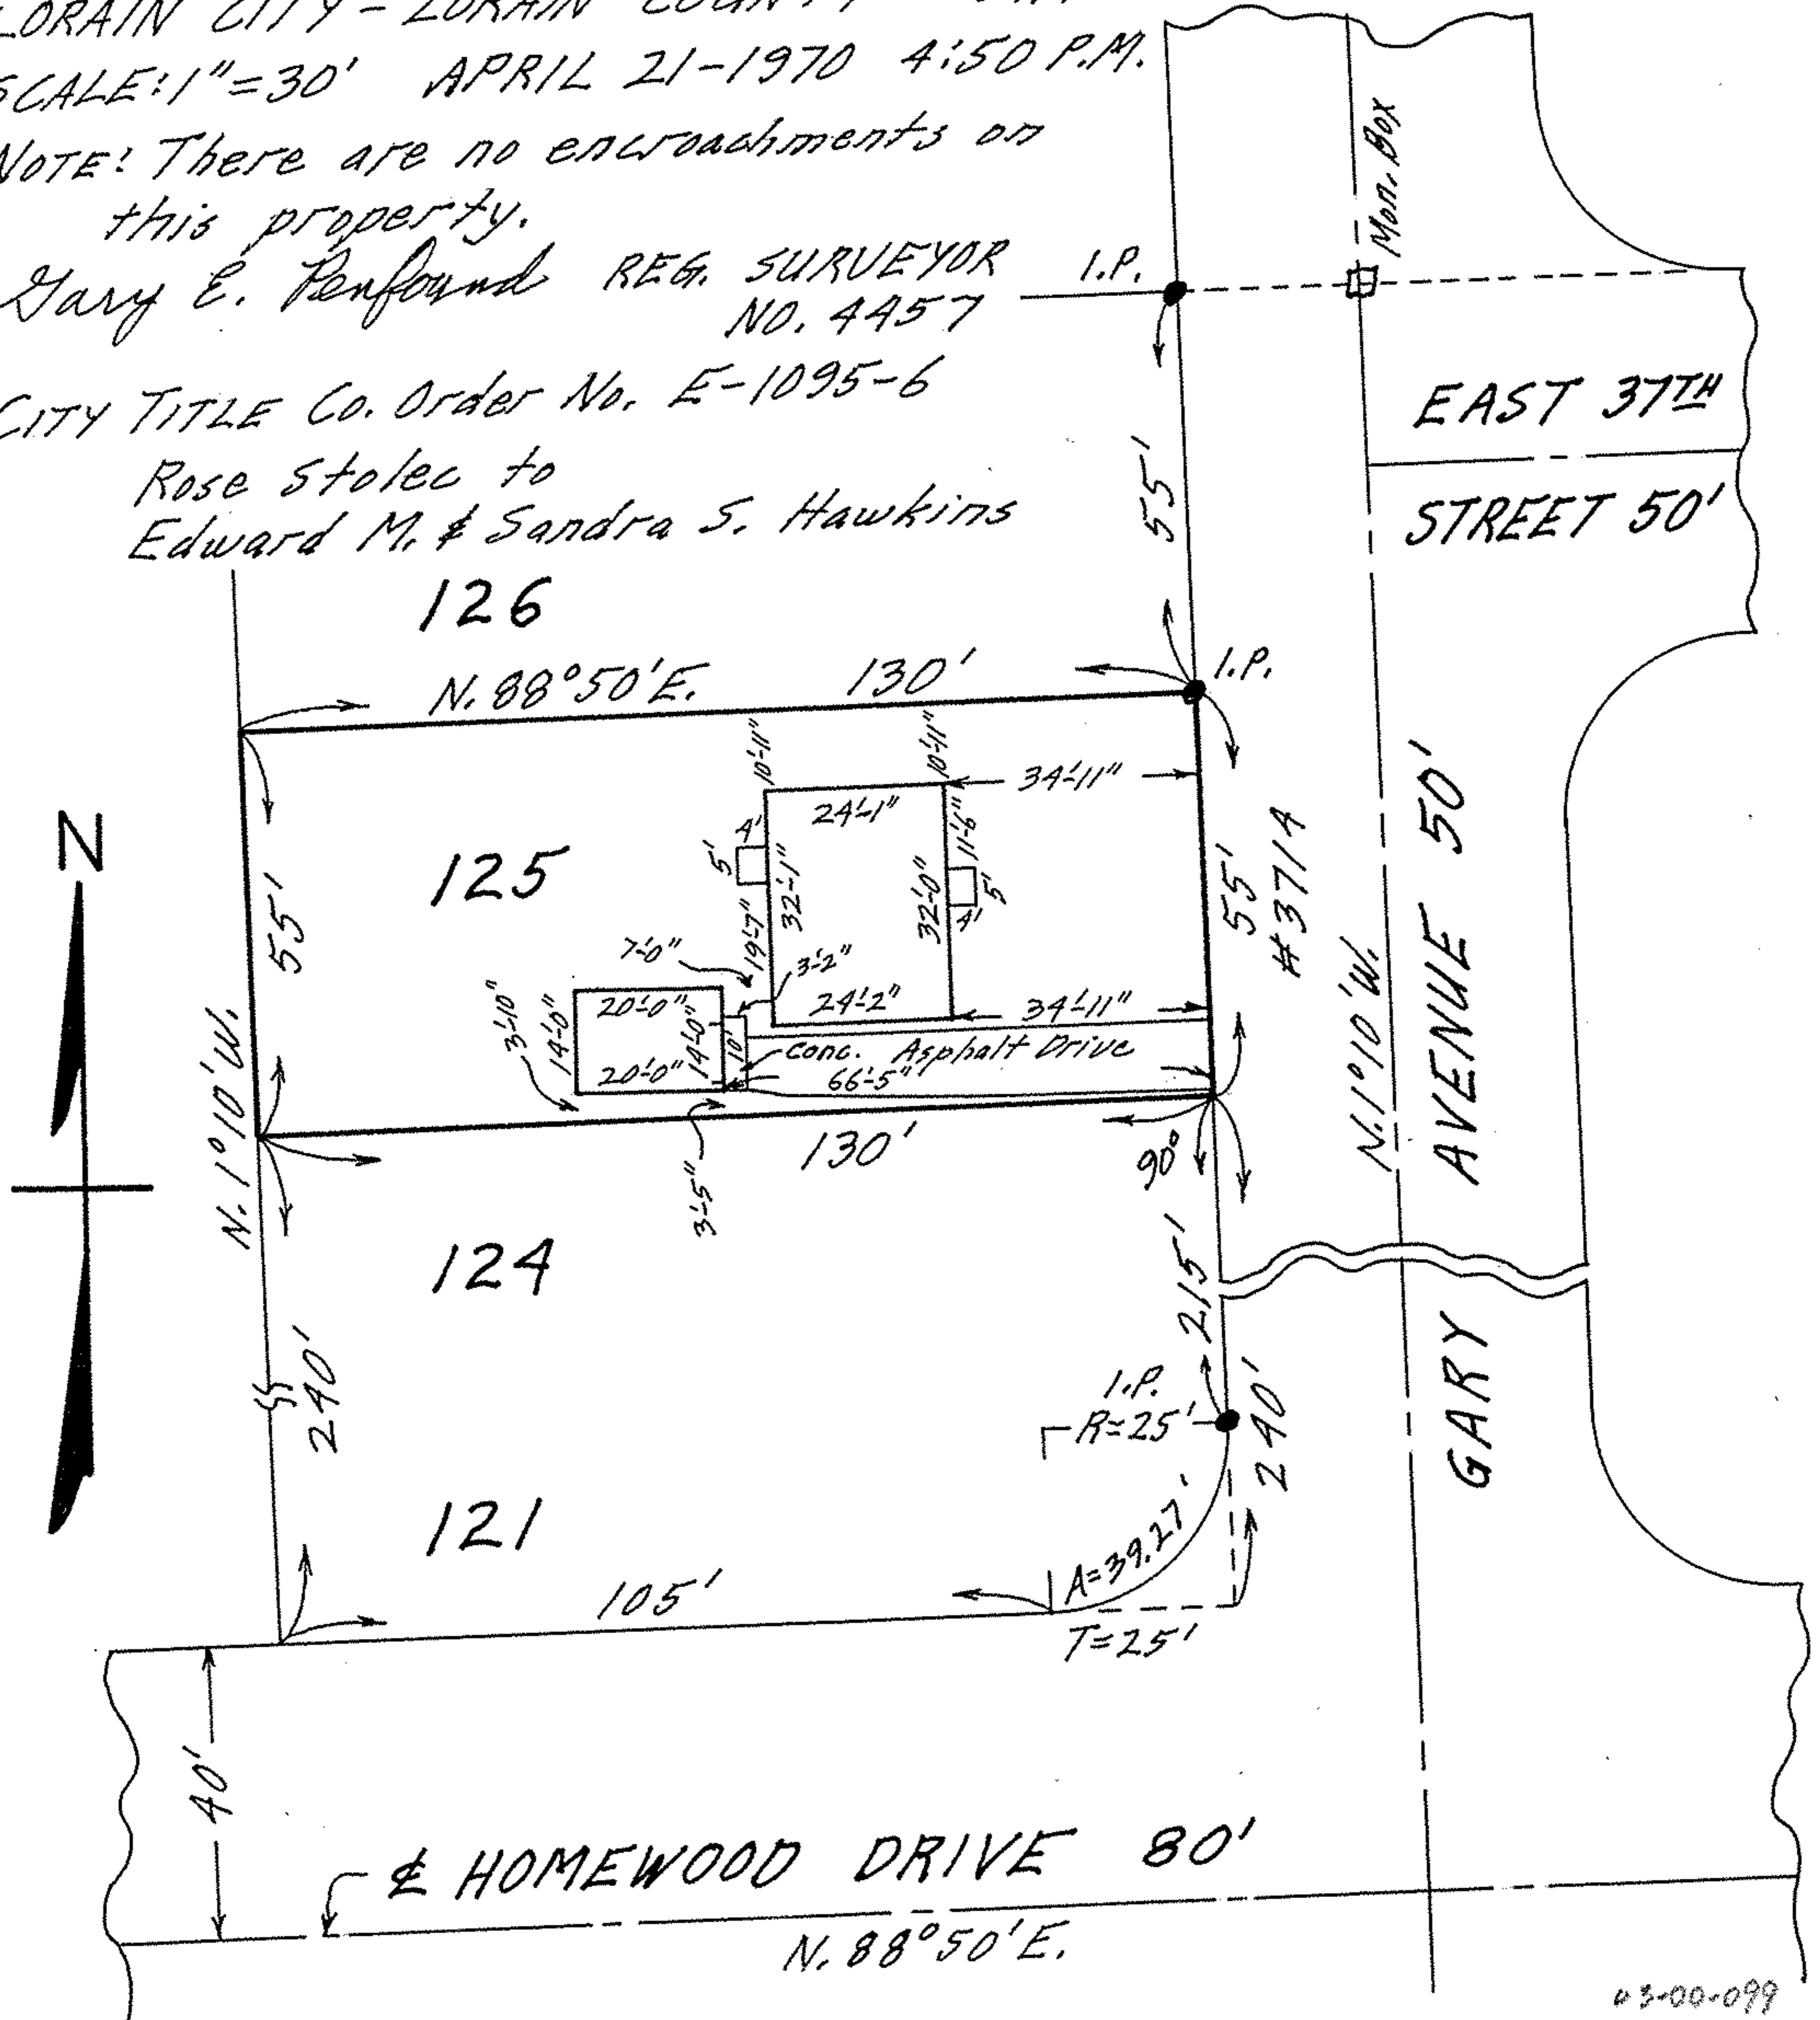 LORAIN CITY - LORAIN COUNTY
SCALE: 1"=30' APRIL 21-1970 4:50 P.M.
NOTE: There are no encroachments on
this property.
Gary E. Penfound REG. SURVEYOR
NO. 4457
CITY TITLE Co. Order No. E-1095-6
Rose Stolec to
Edward M. & Sandra S. Hawkins
I.P.
Mon. Box
EAST 37TH
STREET 50'
55'
126
N. 88°50'E. 130'
I.P.
10'-11"
10'-11"
34'-11"
24'-1"
4'
5'
11'-6"
125
32'-1"
32'-0"
5'
4'
55'
55'
#3714
N
19'-7"
7'-0"
3'-2"
24'-2"
34'-11"
3'-10"
14'-0"
20'-0"
14'-0"
10'
20'-0"
conc. Asphalt Drive
66'-5"
130'
90°
3'-5"
N. 1°10'W.
N. 1°10'W.
GARY AVENUE 50'
124
215'
240'
240'
I.P.
R=25'
121
A=39.27'
105'
T=25'
40'
℄ HOMEWOOD DRIVE 80'
N. 88°50'E.
03-00-099